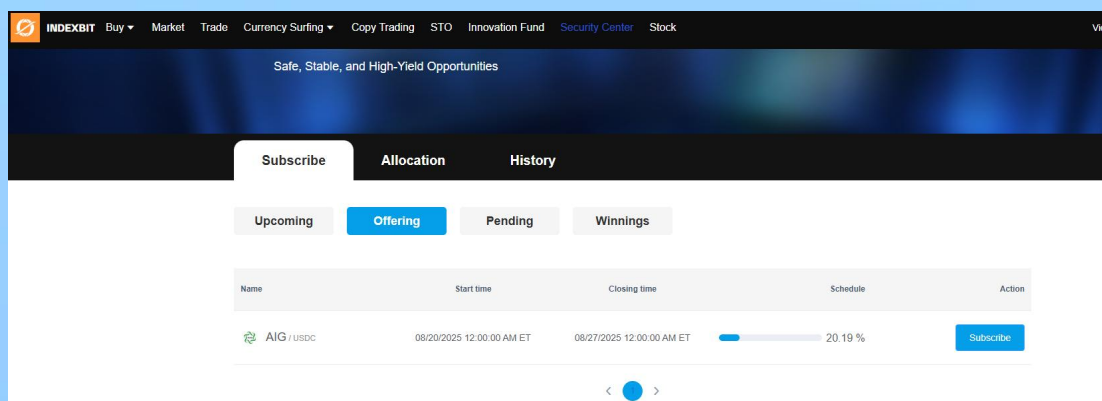 INDEXBIT Buy Market Trade Currency Surfing Copy Trading STO Innovation Fund Security Center Stock
Safe, Stable, and High-Yield Opportunities
Subscribe Allocation History
Upcoming Offering Pending Winnings
Name Start time Closing time Schedule Action
AIG / USDC 08/20/2025 12:00:00 AM ET 08/27/2025 12:00:00 AM ET 20.19 % Subscribe